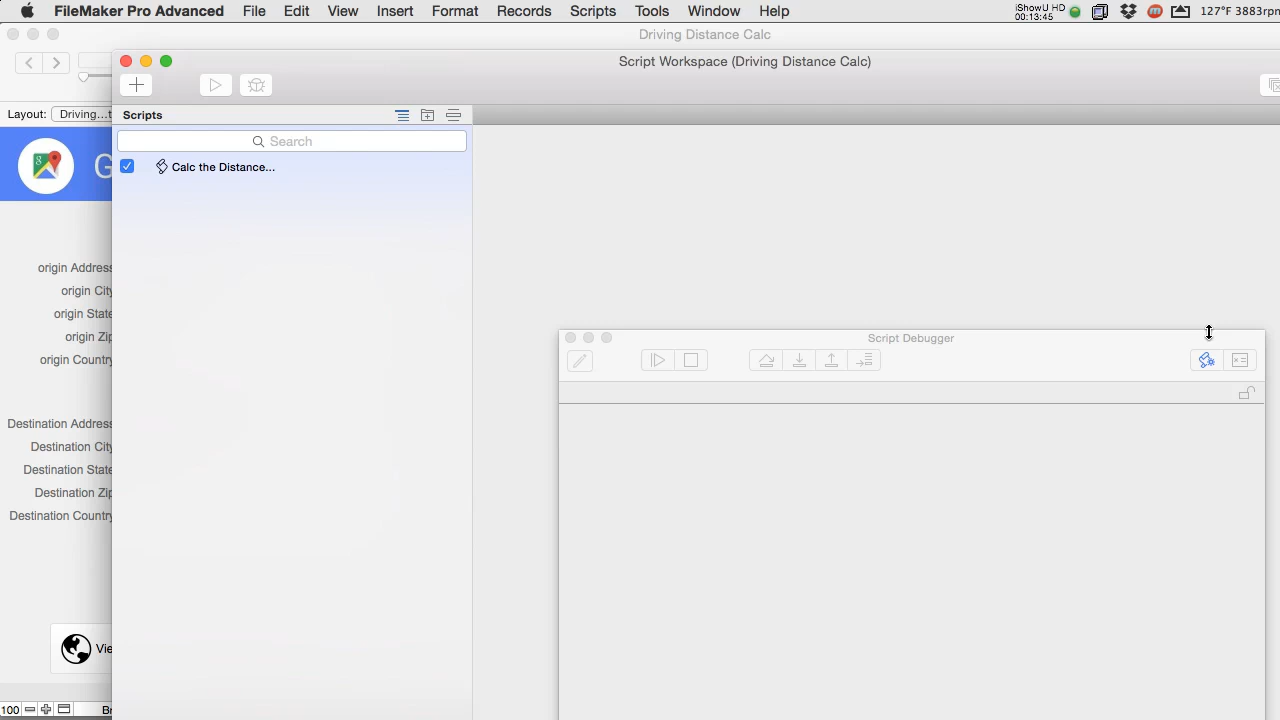 FileMaker Pro Advanced File Edit View Insert Format Records Scripts Tools Window Help iShowU HD 00:13:45 127°F 3883rpm
Driving Distance Calc
Script Workspace (Driving Distance Calc)
Layout: Driving...t
Scripts
Search
Calc the Distance...
G
origin Address
origin City
origin State
origin Zip
origin Country
Script Debugger
Destination Address
Destination City
Destination State
Destination Zip
Destination Country
Vie
100
Br